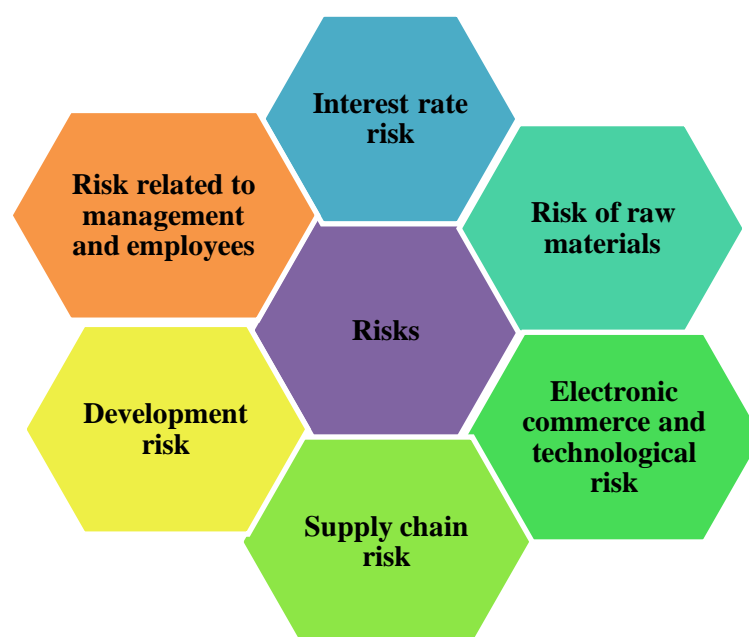 Interest rate
risk
Risk related to
management
and employees
Risk of raw
materials
Risks
Development
risk
Electronic
commerce and
technological
risk
Supply chain
risk